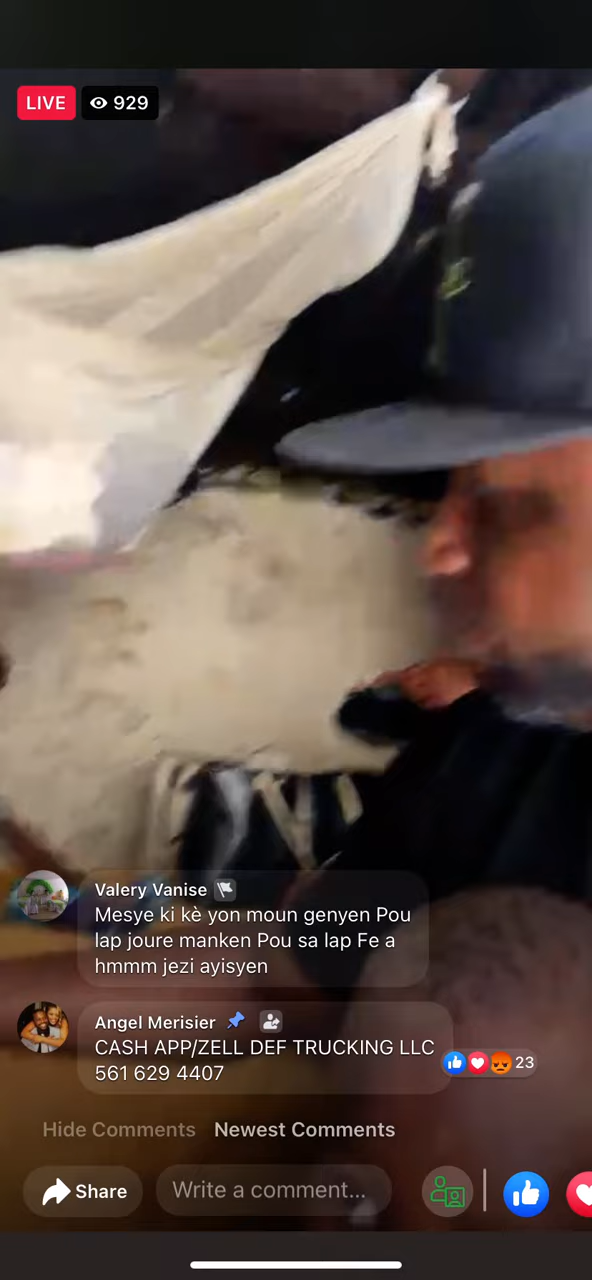 LIVE 929
Valery Vanise
Mesye ki kè yon moun genyen Pou
lap joure manken Pou sa lap Fe a
hmmm jezi ayisyen
Angel Merisier
CASH APP/ZELL DEF TRUCKING LLC
561 629 4407
23
Hide Comments Newest Comments
Share Write a comment...